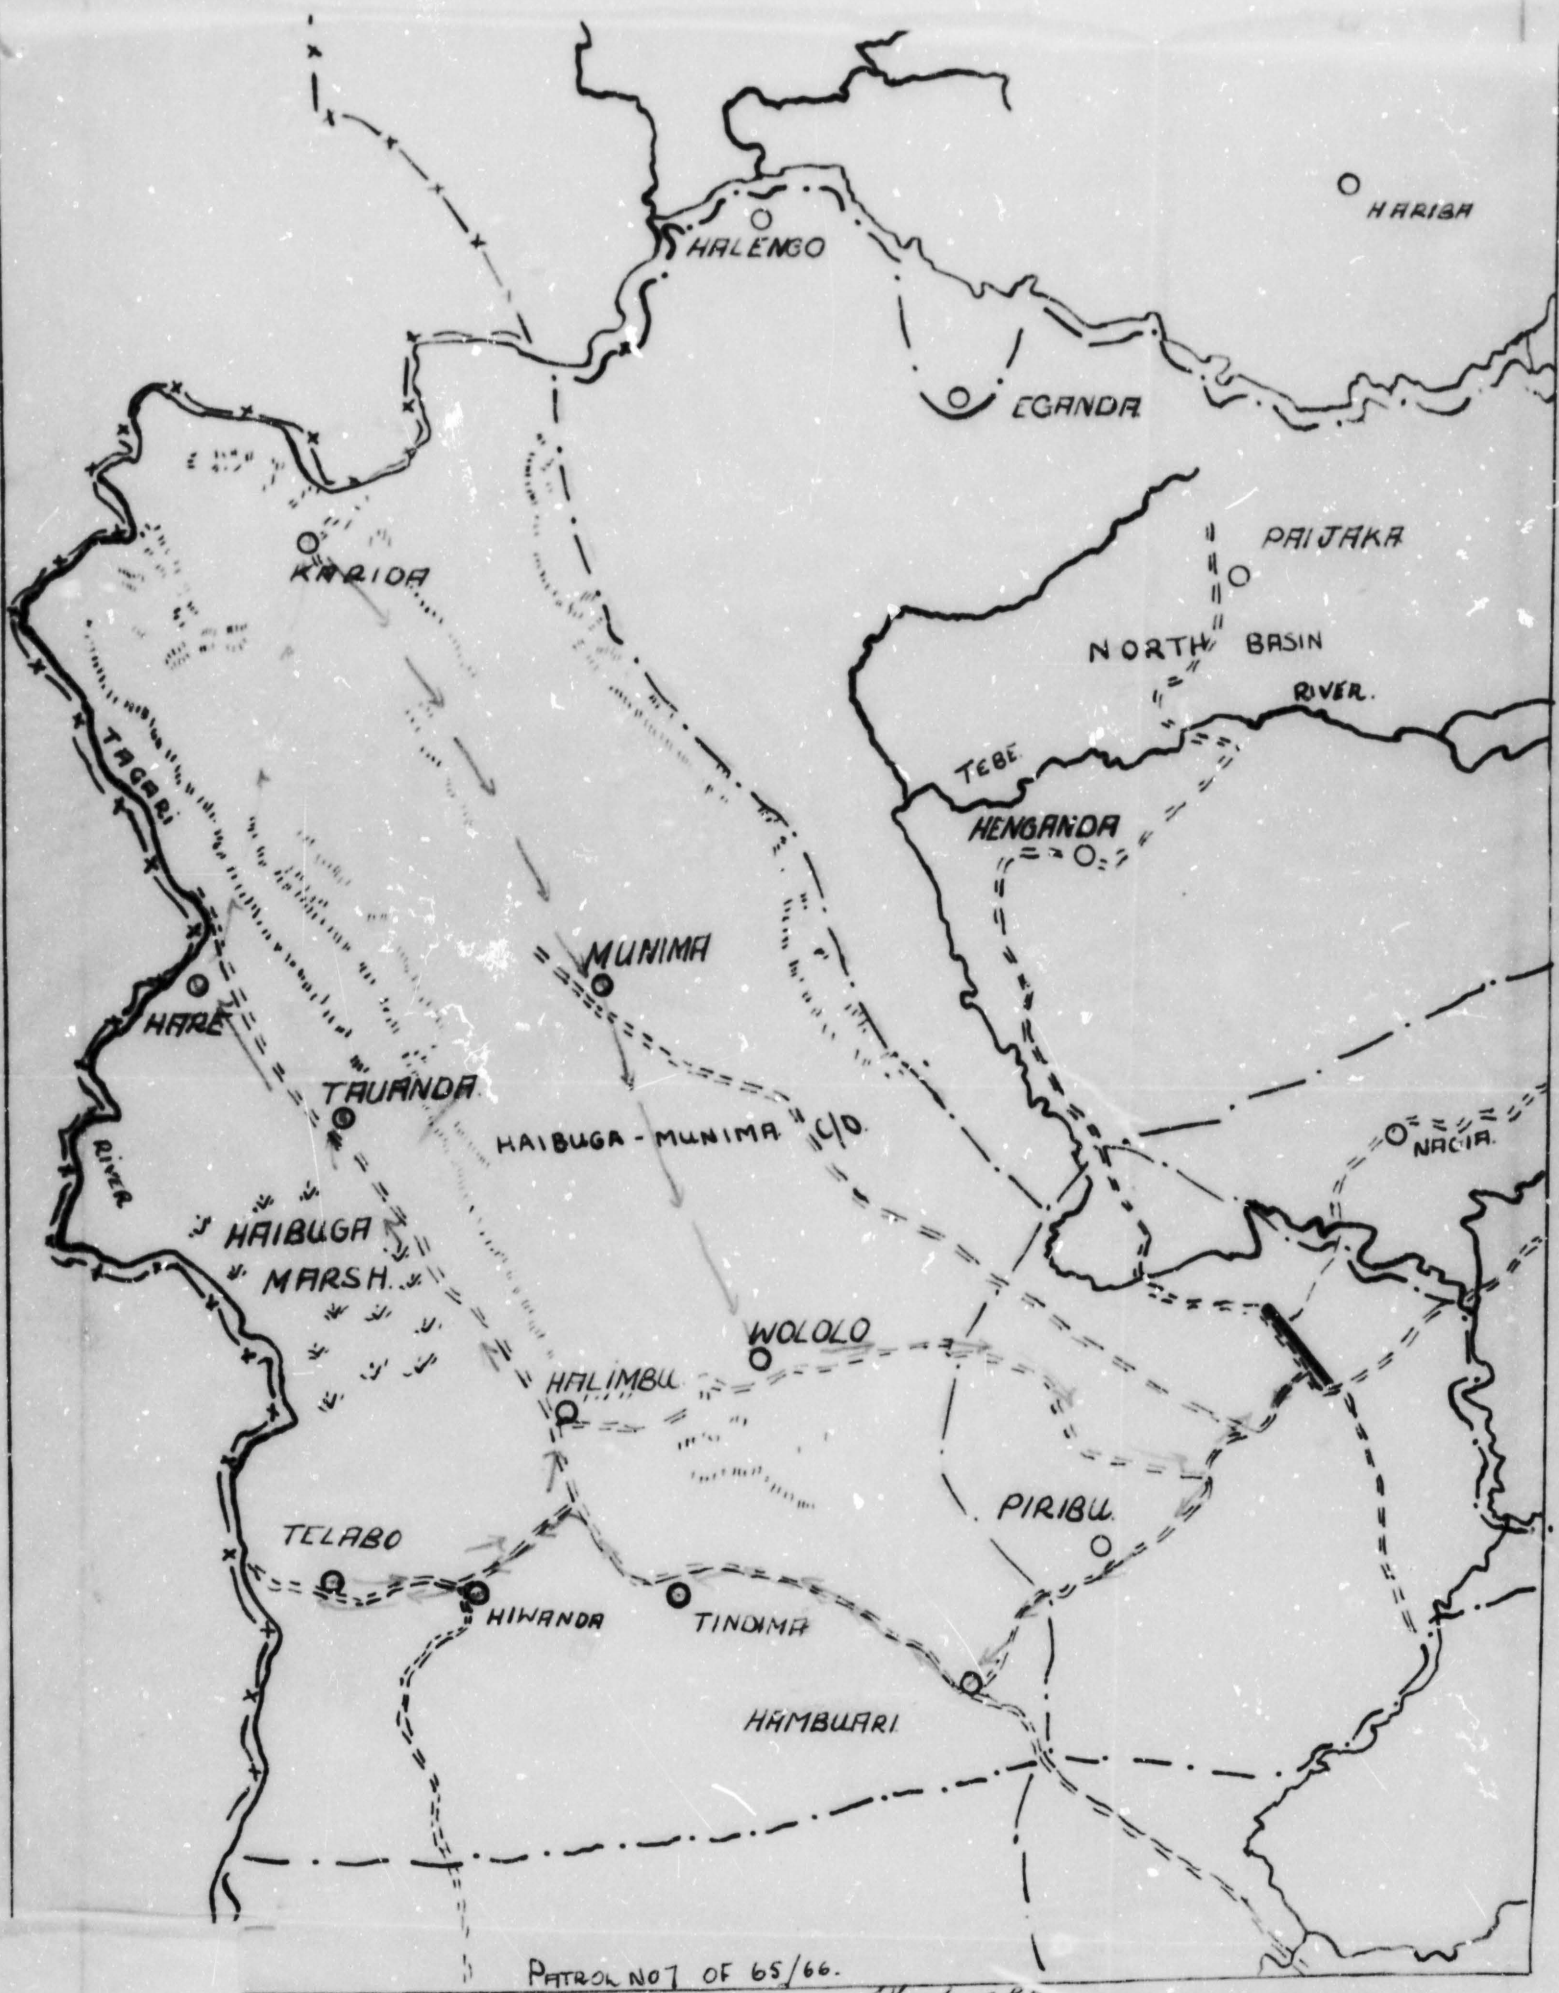 HARIBA
HALENGO
EGANDA
PAIJAKA
KARIDA
NORTH BASIN
RIVER.
TEBE
TAGARI
HENGANDA
MUNIMA
HARE
TAUANDA
HAIBUGA - MUNIMA C/D.
NAGIA.
RIVER
HAIBUGA
MARSH.
WOLOLO
HALIMBU.
PIRIBU.
TELABO
HIWANDA
TINDIMA
HAMBUARI.
PATROL NO 7 OF 65/66.